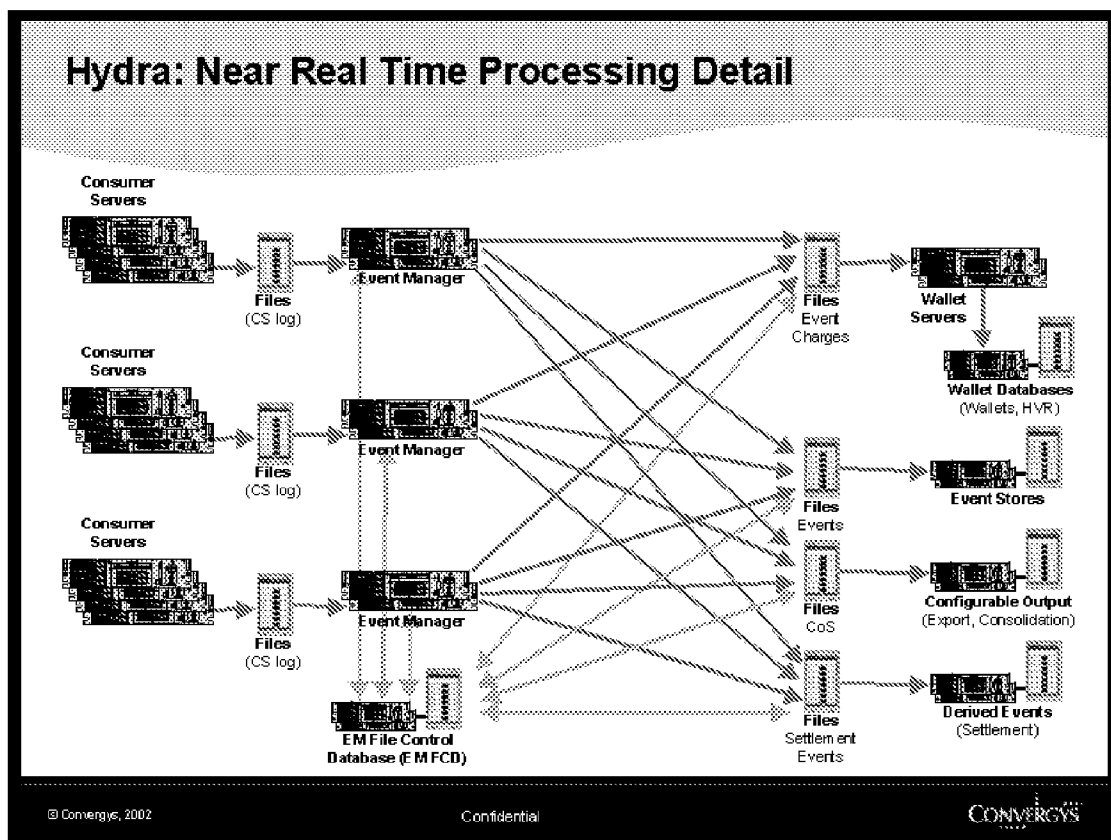 Hydra: Near Real Time Processing Detail
Consumer
Servers
Files
(CS log)
Event Manager
Files
Event
Charges
Wallet
Servers
Wallet Databases
(Wallets, HVR)
Consumer
Servers
Files
(CS log)
Event Manager
Files
Events
Event Stores
Consumer
Servers
Files
(CS log)
Event Manager
Files
CoS
Configurable Output
(Export, Consolidation)
EM File Control
Database (EM FCD)
Files
Settlement
Events
Derived Events
(Settlement)
© Convergys, 2002
Confidential
CONVERGYS